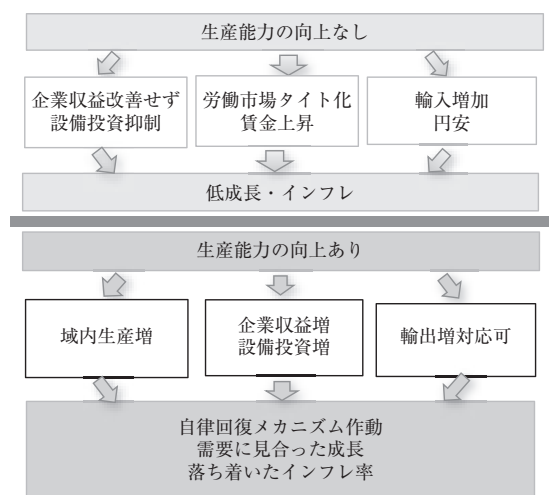 生産能力の向上なし
企業収益改善せず
設備投資抑制
労働市場タイト化
賃金上昇
輸入増加
円安
低成長・インフレ
生産能力の向上あり
域内生産増
企業収益増
設備投資増
輸出増対応可
自律回復メカニズム作動
需要に見合った成長
落ち着いたインフレ率